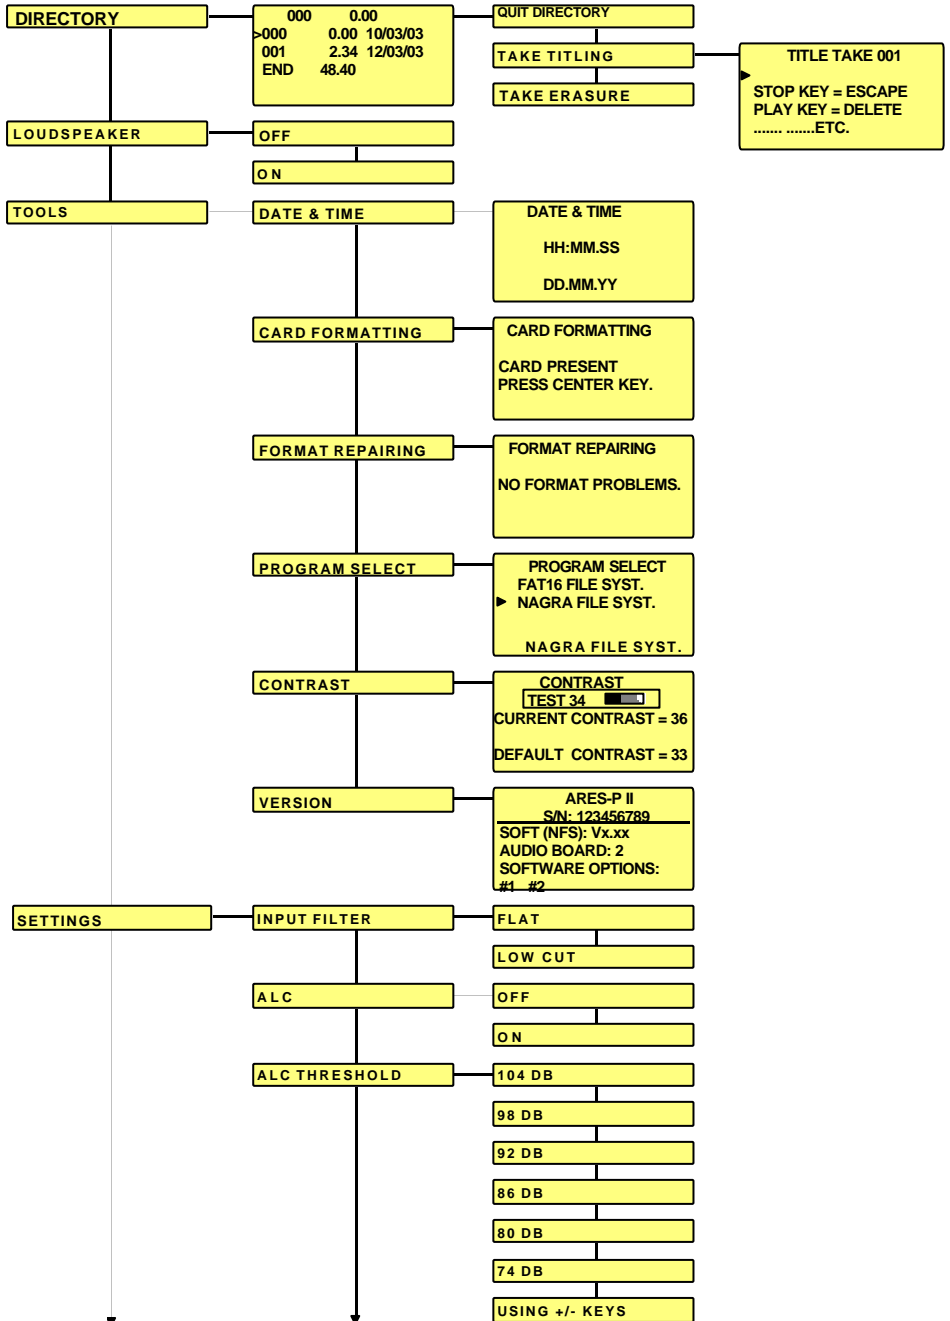 DIRECTORY
000 0.00
>000 0.00 10/03/03
001 2.34 12/03/03
END 48.40
QUIT DIRECTORY
TAKE TITLING
TAKE ERASURE
TITLE TAKE 001
STOP KEY = ESCAPE
PLAY KEY = DELETE
....... .......ETC.
LOUDSPEAKER
OFF
ON
TOOLS
DATE & TIME
DATE & TIME
HH:MM.SS
DD.MM.YY
CARD FORMATTING
CARD FORMATTING
CARD PRESENT
PRESS CENTER KEY.
FORMAT REPAIRING
FORMAT REPAIRING
NO FORMAT PROBLEMS.
PROGRAM SELECT
PROGRAM SELECT
FAT16 FILE SYST.
NAGRA FILE SYST.
NAGRA FILE SYST.
CONTRAST
CONTRAST
TEST 34
CURRENT CONTRAST = 36
DEFAULT CONTRAST = 33
VERSION
ARES-P II
S/N: 123456789
SOFT (NFS): Vx.xx
AUDIO BOARD: 2
SOFTWARE OPTIONS:
#1 #2
SETTINGS
INPUT FILTER
FLAT
LOW CUT
ALC
OFF
ON
ALC THRESHOLD
104 DB
98 DB
92 DB
86 DB
80 DB
74 DB
USING +/- KEYS